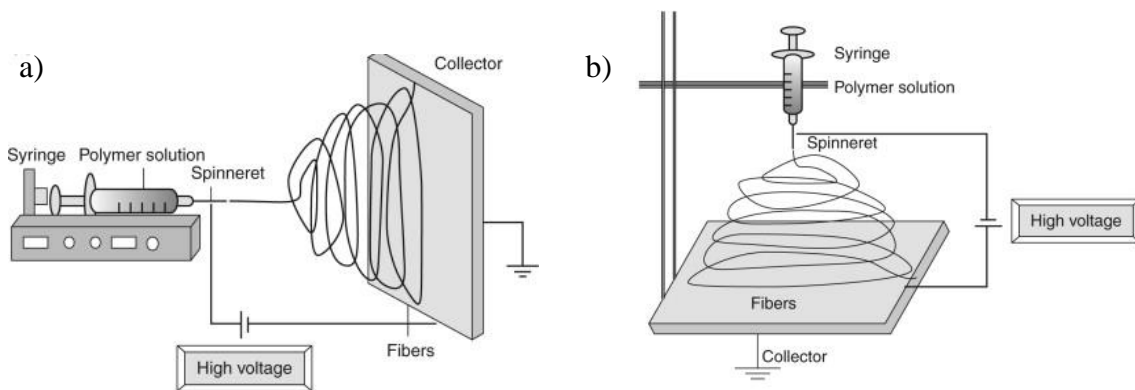 a)
Collector
Syringe Polymer solution
Spinneret
High voltage
Fibers
b)
Syringe
Polymer solution
Spinneret
High voltage
Fibers
Collector